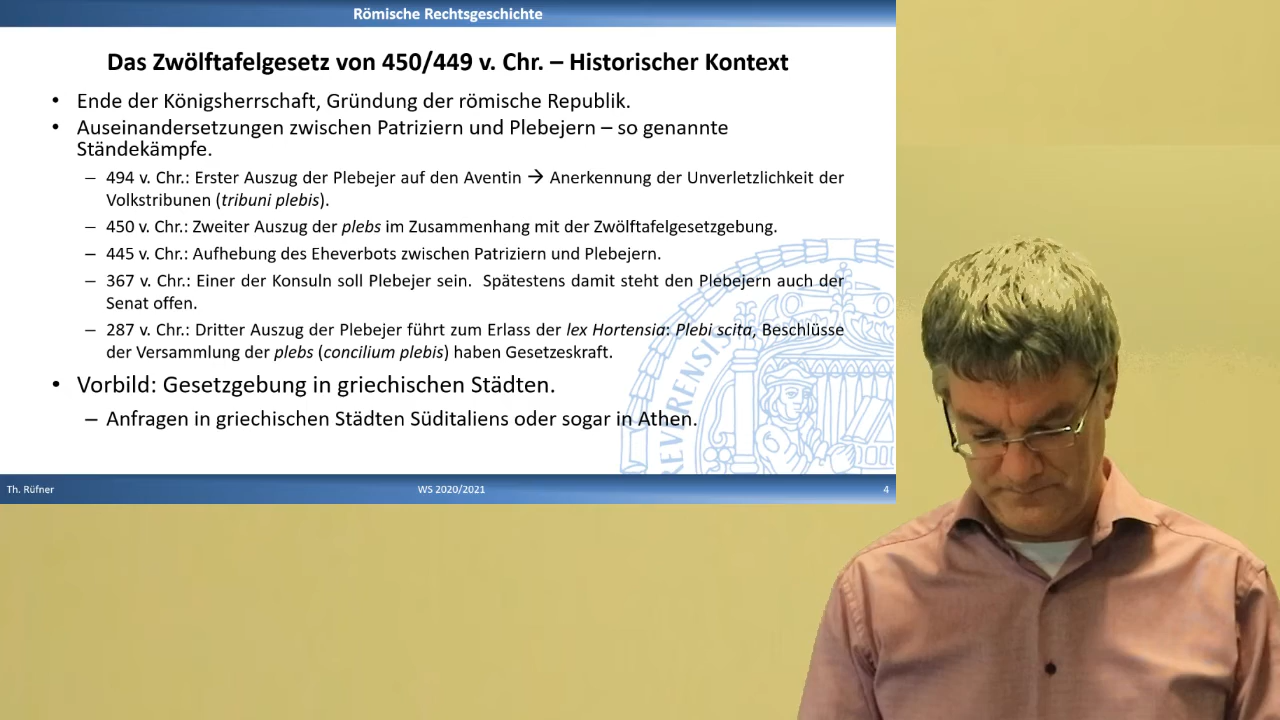 Römische Rechtsgeschichte
Das Zwölftafelgesetz von 450/449 v. Chr. – Historischer Kontext
• Ende der Königsherrschaft, Gründung der römische Republik.
• Auseinandersetzungen zwischen Patriziern und Plebejern – so genannte
Ständekämpfe.
– 494 v. Chr.: Erster Auszug der Plebejer auf den Aventin → Anerkennung der Unverletzlichkeit der
Volkstribunen (tribuni plebis).
– 450 v. Chr.: Zweiter Auszug der plebs im Zusammenhang mit der Zwölftafelgesetzgebung.
– 445 v. Chr.: Aufhebung des Eheverbots zwischen Patriziern und Plebejern.
– 367 v. Chr.: Einer der Konsuln soll Plebejer sein. Spätestens damit steht den Plebejern auch der
Senat offen.
– 287 v. Chr.: Dritter Auszug der Plebejer führt zum Erlass der lex Hortensia: Plebi scita, Beschlüsse
der Versammlung der plebs (concilium plebis) haben Gesetzeskraft.
• Vorbild: Gesetzgebung in griechischen Städten.
– Anfragen in griechischen Städten Süditaliens oder sogar in Athen.
Th. Rüfner
WS 2020/2021
4